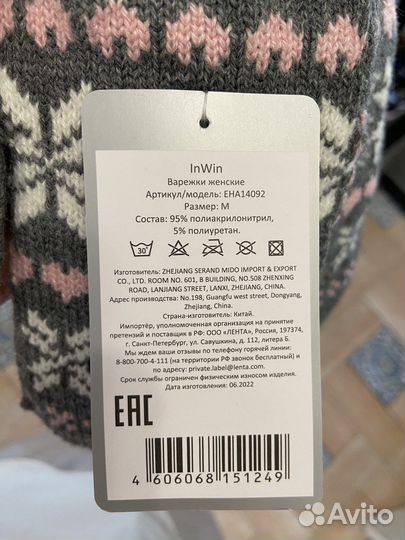 InWin
Варежки женские
Артикул/модель: EHA14092
Размер: M
Состав: 95% полиакрилонитрил,
5% полиуретан.
30°
Изготовитель: ZHEJIANG SERAND MIDO IMPORT & EXPORT
CO., LTD. ROOM NO. 601, B BUILDING, NO.508 ZHENXING
ROAD, LANJIANG STREET, LANXI, ZHEJIANG, CHINA.
Адрес производства: No.198, Guangfu west street, Dongyang,
Zhejiang, China.
Страна-изготовитель: Китай.
Импортёр, уполномоченная организация на принятие
претензий и поставщик в РФ: ООО «ЛЕНТА», Россия, 197374,
г. Санкт-Петербург, ул. Савушкина, д. 112, литера Б.
Мы ждем ваши отзывы по телефону горячей линии:
8-800-700-4-111 (на территории РФ звонок бесплатный) и
по адресу: private.label@lenta.com.
Срок службы ограничен физическим износом изделия.
Дата изготовления: 06.2022
EAC
4 606068 151249
Avito